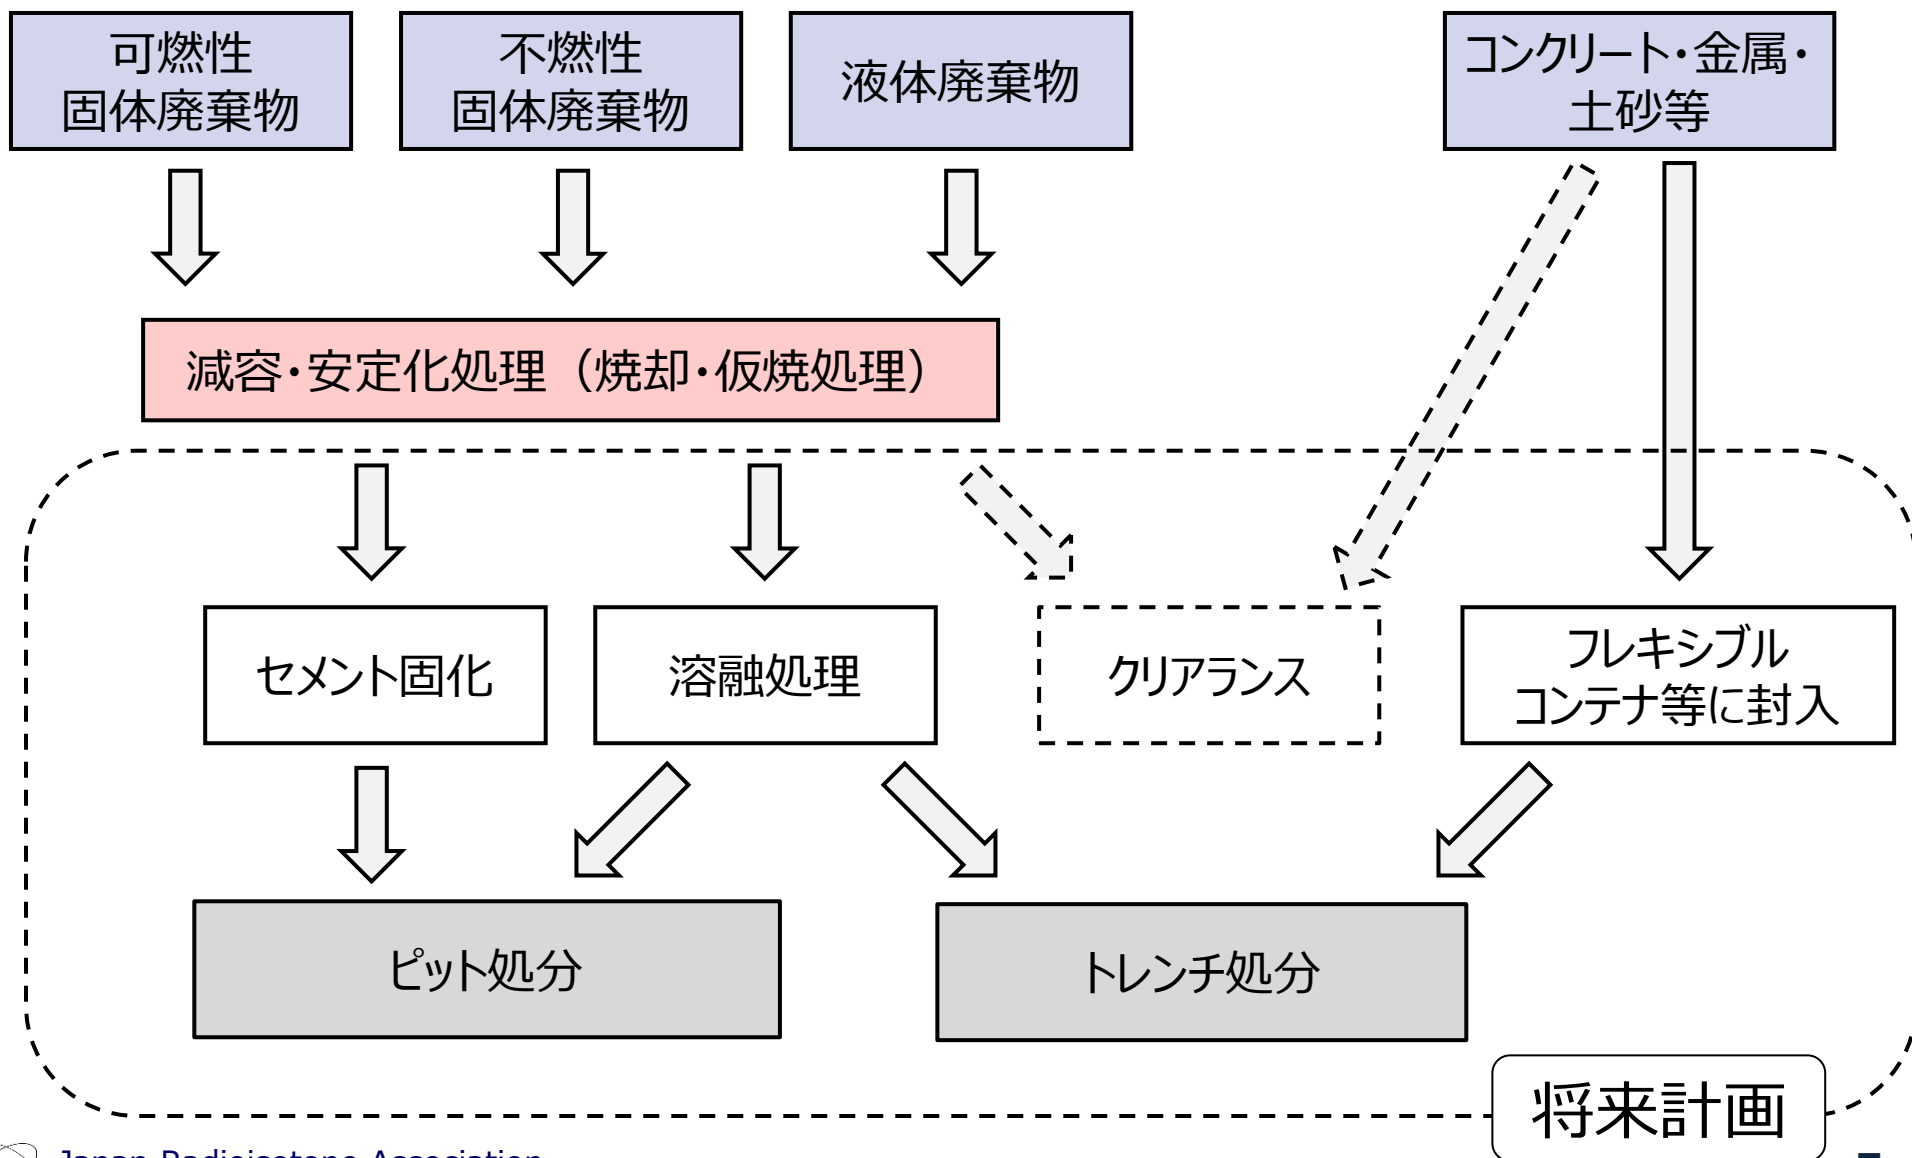 可燃性
固体廃棄物
不燃性
固体廃棄物
液体廃棄物
コンクリート・金属・
土砂等
減容・安定化処理（焼却・仮焼処理）
セメント固化
溶融処理
クリアランス
フレキシブル
コンテナ等に封入
ピット処分
トレンチ処分
将来計画
Japan Radioisotope Association